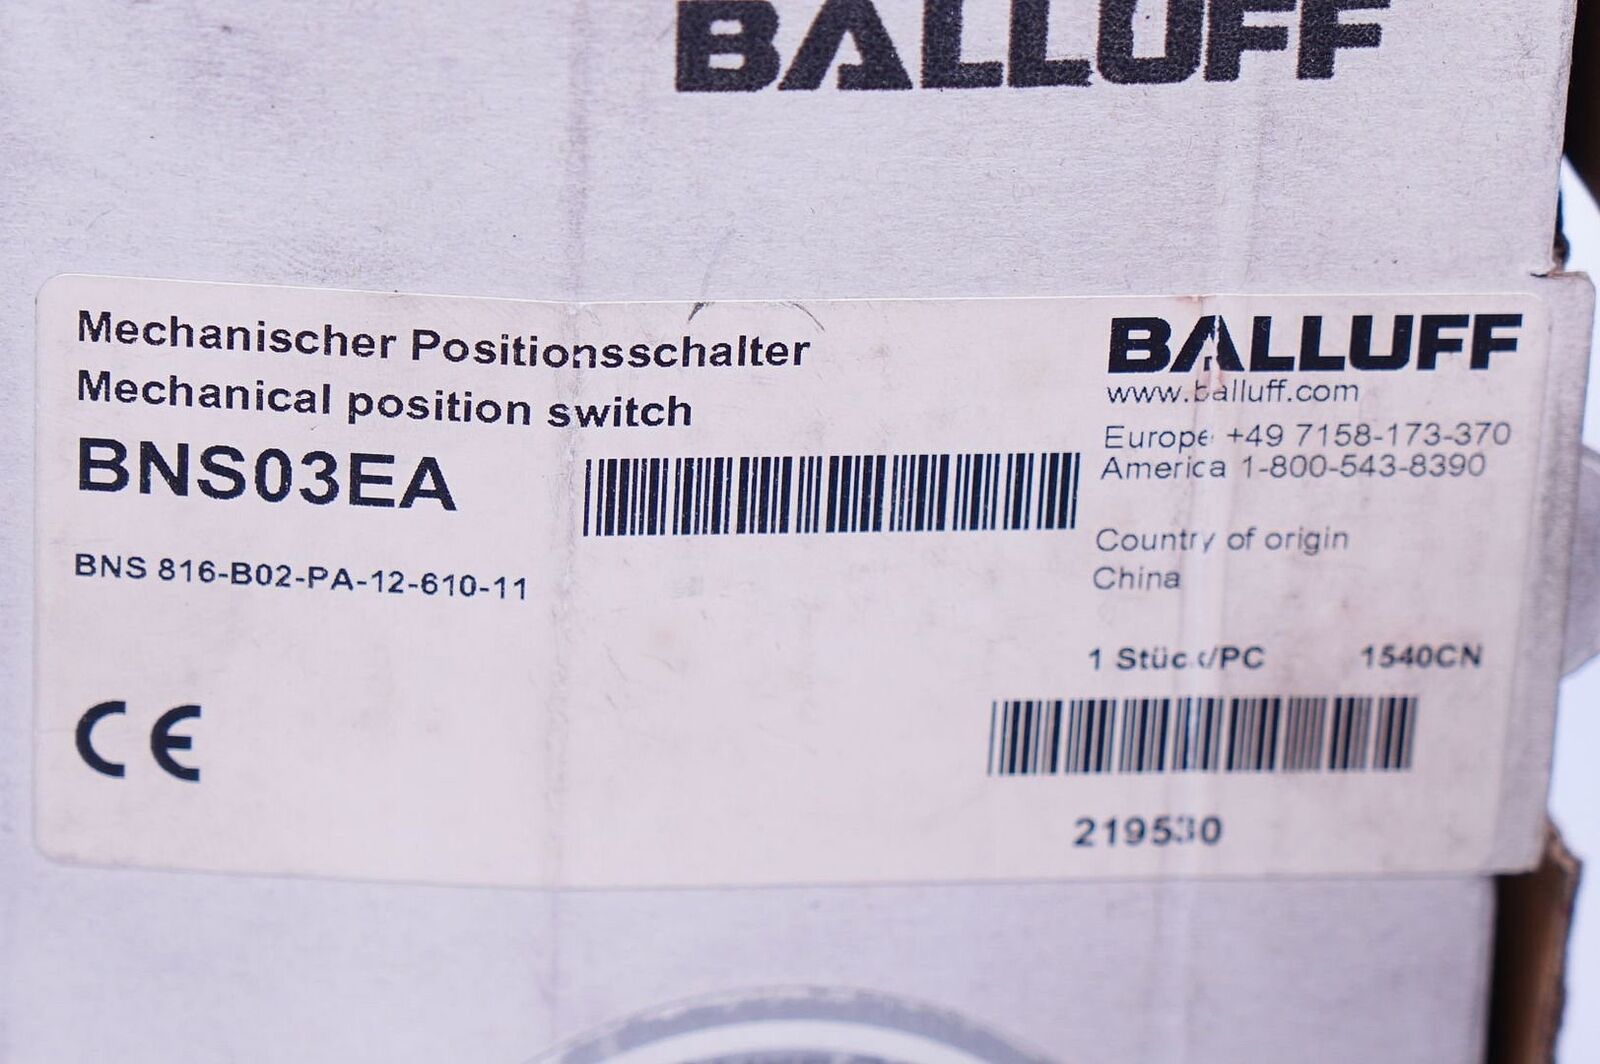 BALLUFF
Mechanischer Positionsschalter
Mechanical position switch
BNS03EA
BNS 816-B02-PA-12-610-11
CE
BALLUFF
www.balluff.com
Europe +49 7158-173-370
America 1-800-543-8390
Country of origin
China
1 Stück/PC 1540CN
219530